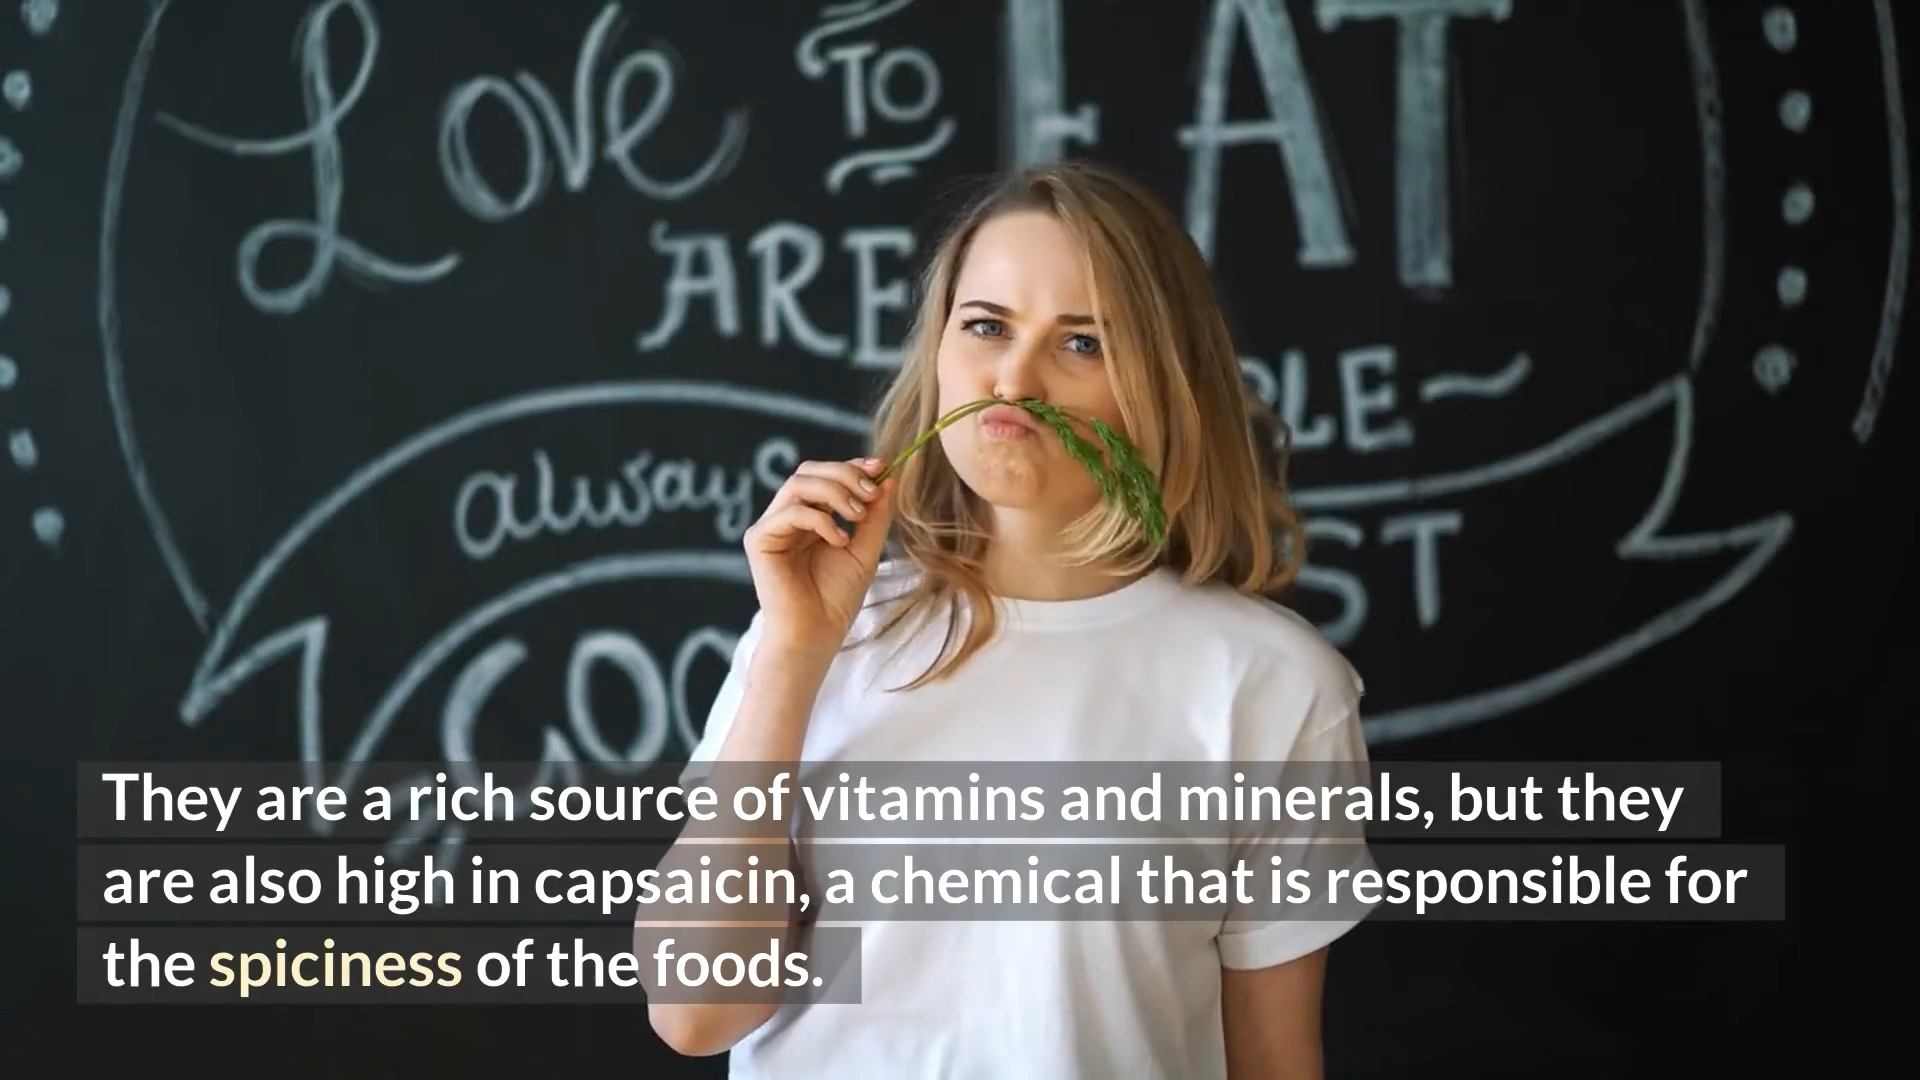 Love TO EAT
ARE
always
They are a rich source of vitamins and minerals, but they
are also high in capsaicin, a chemical that is responsible for
the spiciness of the foods.